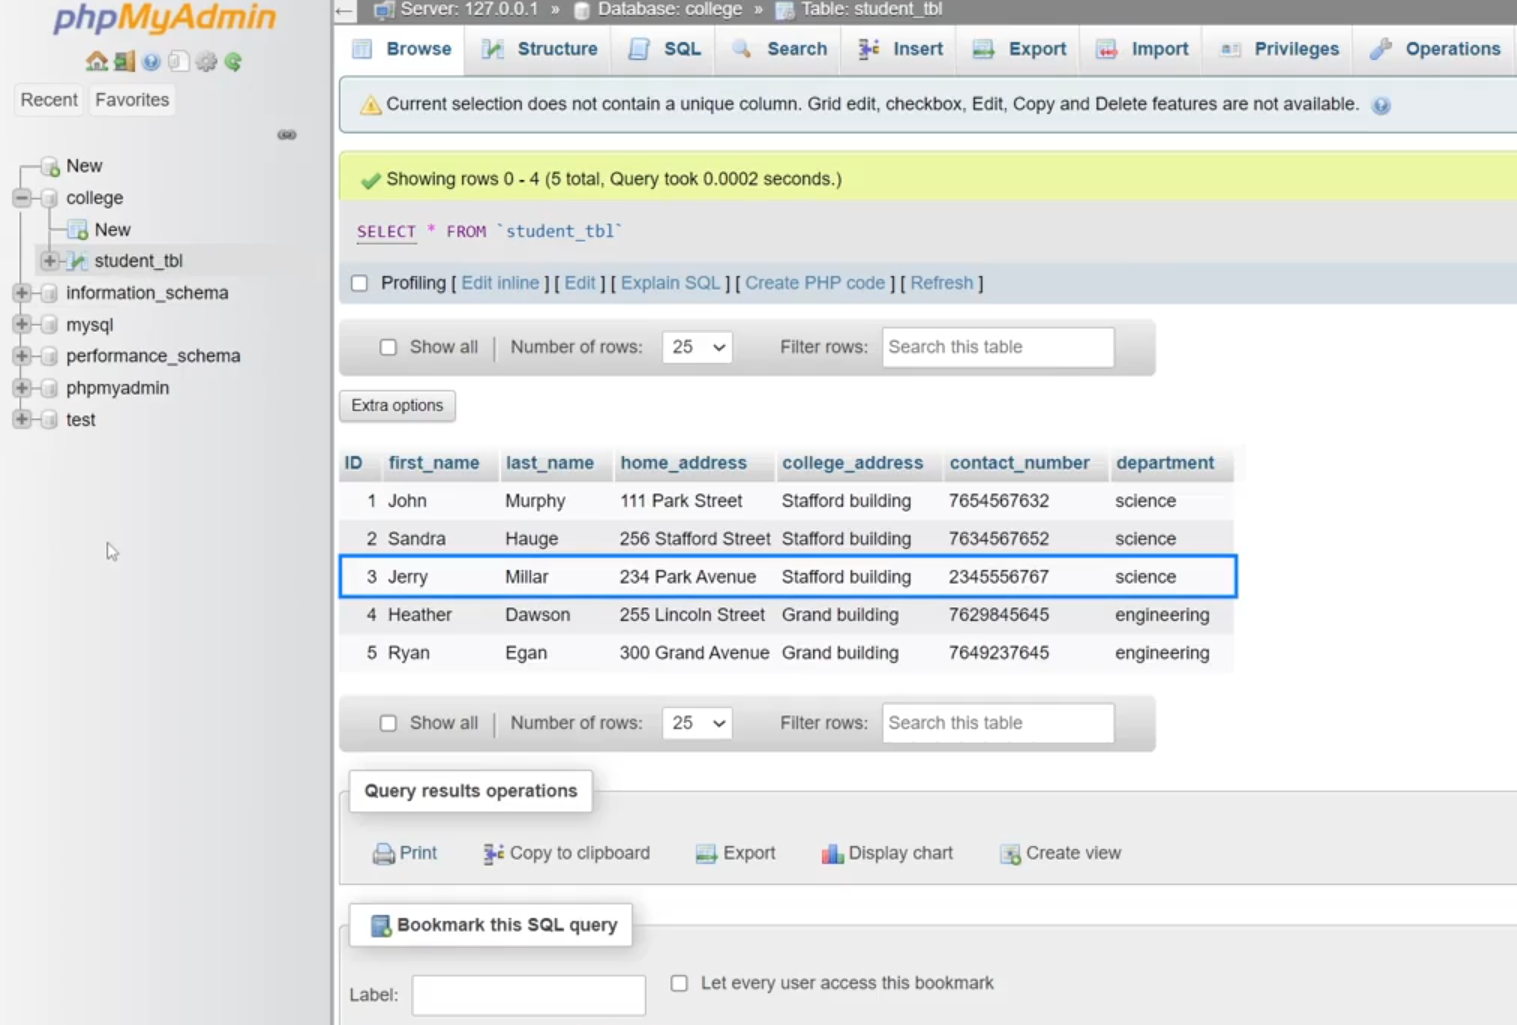 phpMyAdmin
Recent Favorites
New
college
New
student_tbl
information_schema
mysql
performance_schema
phpmyadmin
test
Server: 127.0.0.1 » Database: college » Table: student_tbl
Browse Structure SQL Search Insert Export Import Privileges Operations
Current selection does not contain a unique column. Grid edit, checkbox, Edit, Copy and Delete features are not available.
Showing rows 0 - 4 (5 total, Query took 0.0002 seconds.)
SELECT * FROM `student_tbl`
Profiling [ Edit inline ] [ Edit ] [ Explain SQL ] [ Create PHP code ] [ Refresh ]
Show all | Number of rows: 25 Filter rows: Search this table
Extra options
ID first_name last_name home_address college_address contact_number department
1 John Murphy 111 Park Street Stafford building 7654567632 science
2 Sandra Hauge 256 Stafford Street Stafford building 7634567652 science
3 Jerry Millar 234 Park Avenue Stafford building 2345556767 science
4 Heather Dawson 255 Lincoln Street Grand building 7629845645 engineering
5 Ryan Egan 300 Grand Avenue Grand building 7649237645 engineering
Show all | Number of rows: 25 Filter rows: Search this table
Query results operations
Print Copy to clipboard Export Display chart Create view
Bookmark this SQL query
Label: Let every user access this bookmark